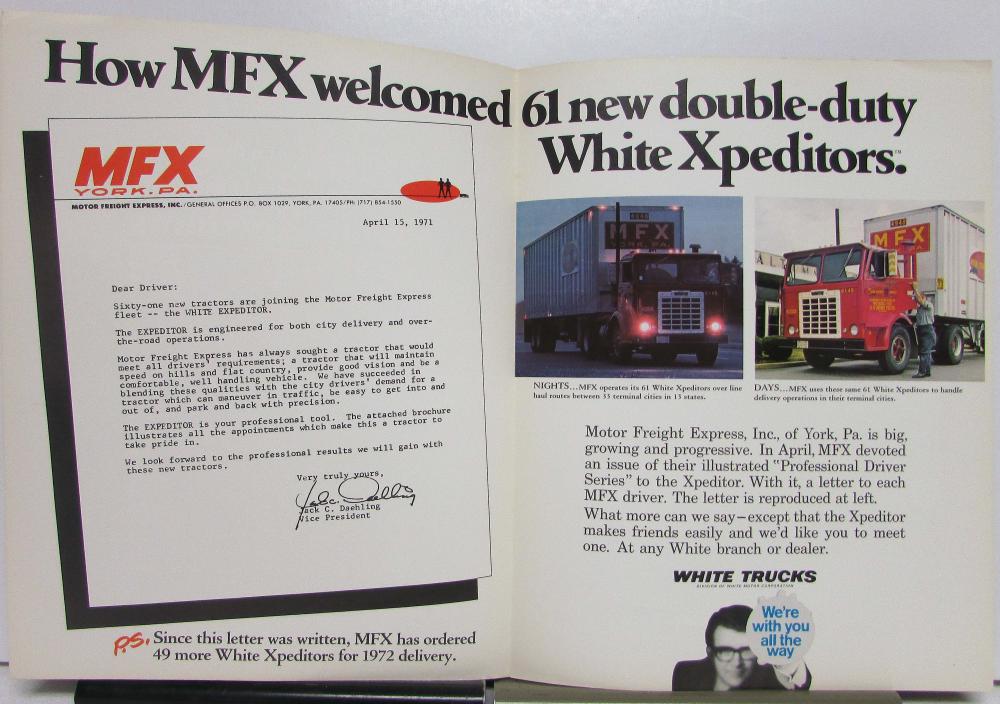 How MFX welcomed 61 new double-duty
White Xpeditors.™
MFX
YORK, PA.
MOTOR FREIGHT EXPRESS, INC. / GENERAL OFFICES P.O. BOX 1029, YORK, PA. 17405/PH: (717) 854-1550
April 15, 1971
Dear Driver:
Sixty-one new tractors are joining the Motor Freight Express
fleet -- the WHITE EXPEDITOR.
The EXPEDITOR is engineered for both city delivery and over-
the-road operations.
Motor Freight Express has always sought a tractor that would
meet all drivers' requirements; a tractor that will maintain
speed on hills and flat country, provide good vision and be a
comfortable, well handling vehicle. We have succeeded in
blending these qualities with the city drivers' demand for a
tractor which can maneuver in traffic, be easy to get into and
out of, and park and back with precision.
The EXPEDITOR is your professional tool. The attached brochure
illustrates all the appointments which make this a tractor to
take pride in.
We look forward to the professional results we will gain with
these new tractors.
Very truly yours,
Jack C. Daehling
Jack C. Daehling
Vice President
P.S. Since this letter was written, MFX has ordered
49 more White Xpeditors for 1972 delivery.
MFX
YORK, PA.
MFX
NIGHTS...MFX operates its 61 White Xpeditors over line
haul routes between 33 terminal cities in 13 states.
DAYS...MFX uses these same 61 White Xpeditors to handle
delivery operations in their terminal cities.
Motor Freight Express, Inc., of York, Pa. is big,
growing and progressive. In April, MFX devoted
an issue of their illustrated "Professional Driver
Series" to the Xpeditor. With it, a letter to each
MFX driver. The letter is reproduced at left.
What more can we say—except that the Xpeditor
makes friends easily and we'd like you to meet
one. At any White branch or dealer.
WHITE TRUCKS
DIVISION OF WHITE MOTOR CORPORATION
We're
with you
all the
way